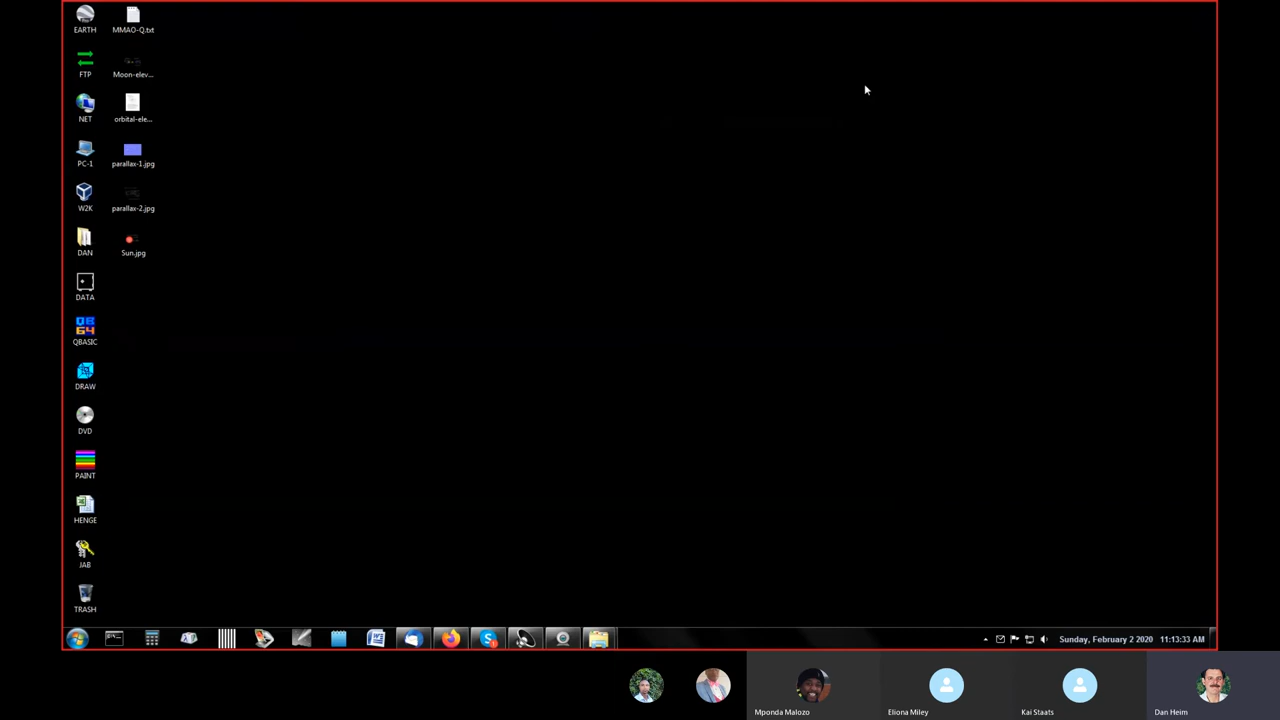 EARTH
MMAO-Q.txt
FTP
Moon-elev...
NET
orbital-ele...
PC-1
parallax-1.jpg
W2K
parallax-2.jpg
DAN
Sun.jpg
DATA
QB
64
QBASIC
DRAW
DVD
PAINT
HENGE
JAB
TRASH
Sunday, February 2 2020 11:13:33 AM
Mponda Malozo
Eliona Miley
Kai Staats
Dan Heim